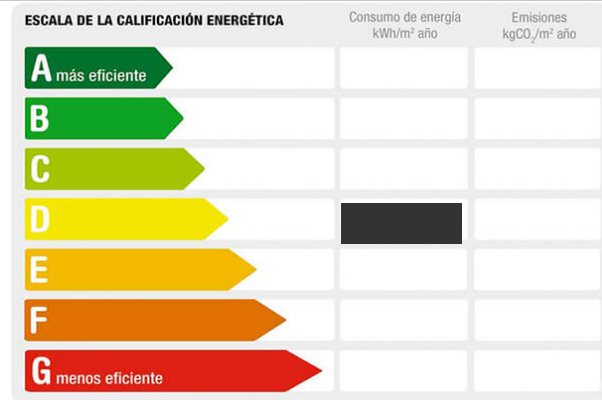 ESCALA DE LA CALIFICACIÓN ENERGÉTICA
Consumo de energía
kWh/m² año
Emisiones
kgCO₂/m² año
A más eficiente
B
C
D
E
F
G menos eficiente